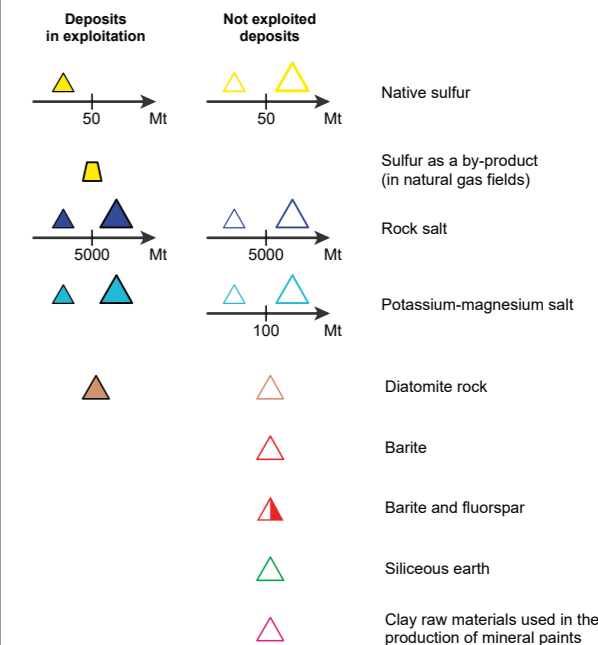 Deposits
in exploitation
Not exploited
deposits
50
Mt
50
Mt
Native sulfur
Sulfur as a by-product
(in natural gas fields)
5000
Mt
5000
Mt
Rock salt
100
Mt
Potassium-magnesium salt
Diatomite rock
Barite
Barite and fluorspar
Siliceous earth
Clay raw materials used in the
production of mineral paints